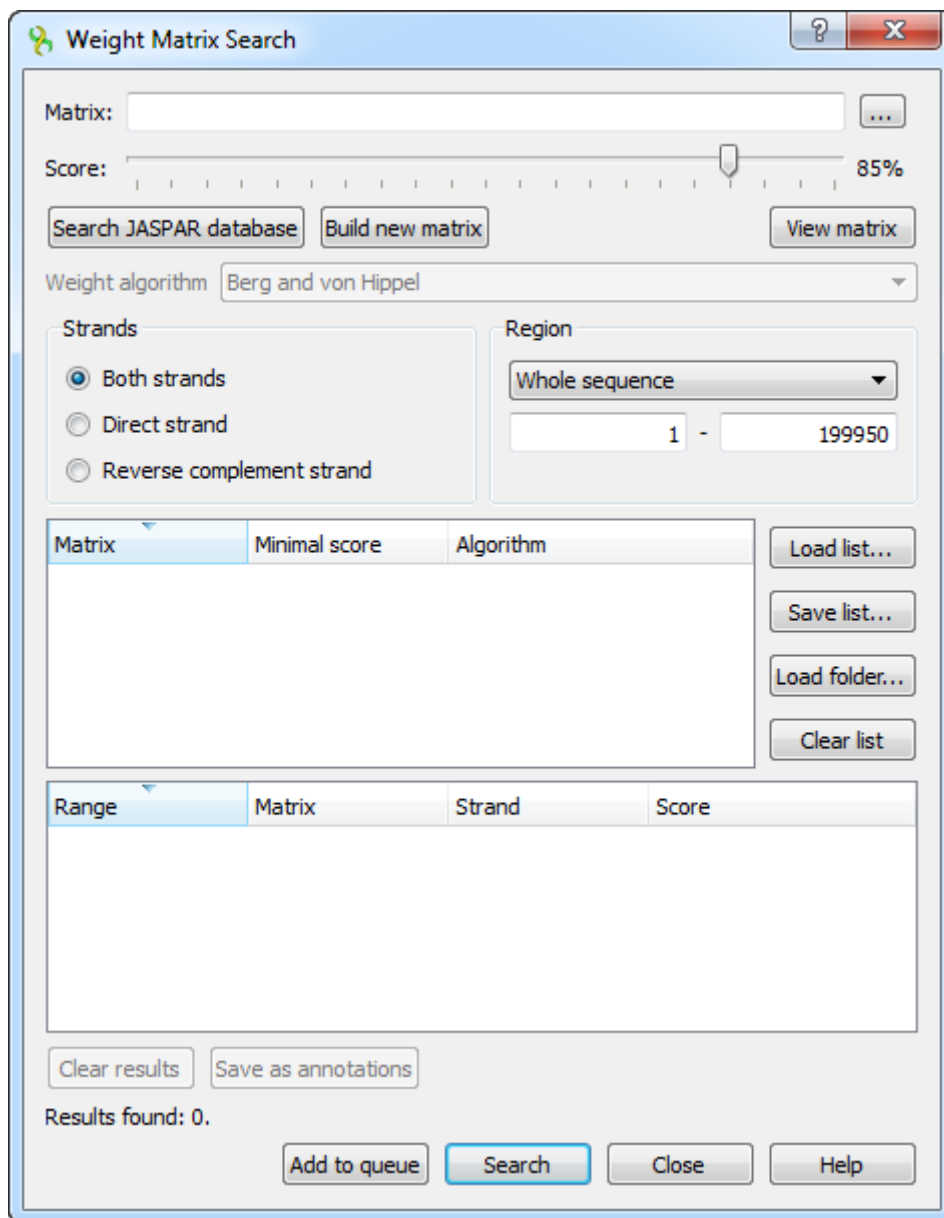 Weight Matrix Search
Matrix: ...
Score: 85%
Search JASPAR database Build new matrix View matrix
Weight algorithm Berg and von Hippel
Strands Region
Both strands Whole sequence
Direct strand 1 - 199950
Reverse complement strand
Matrix Minimal score Algorithm Load list...
Save list...
Load folder...
Clear list
Range Matrix Strand Score
Clear results Save as annotations
Results found: 0.
Add to queue Search Close Help